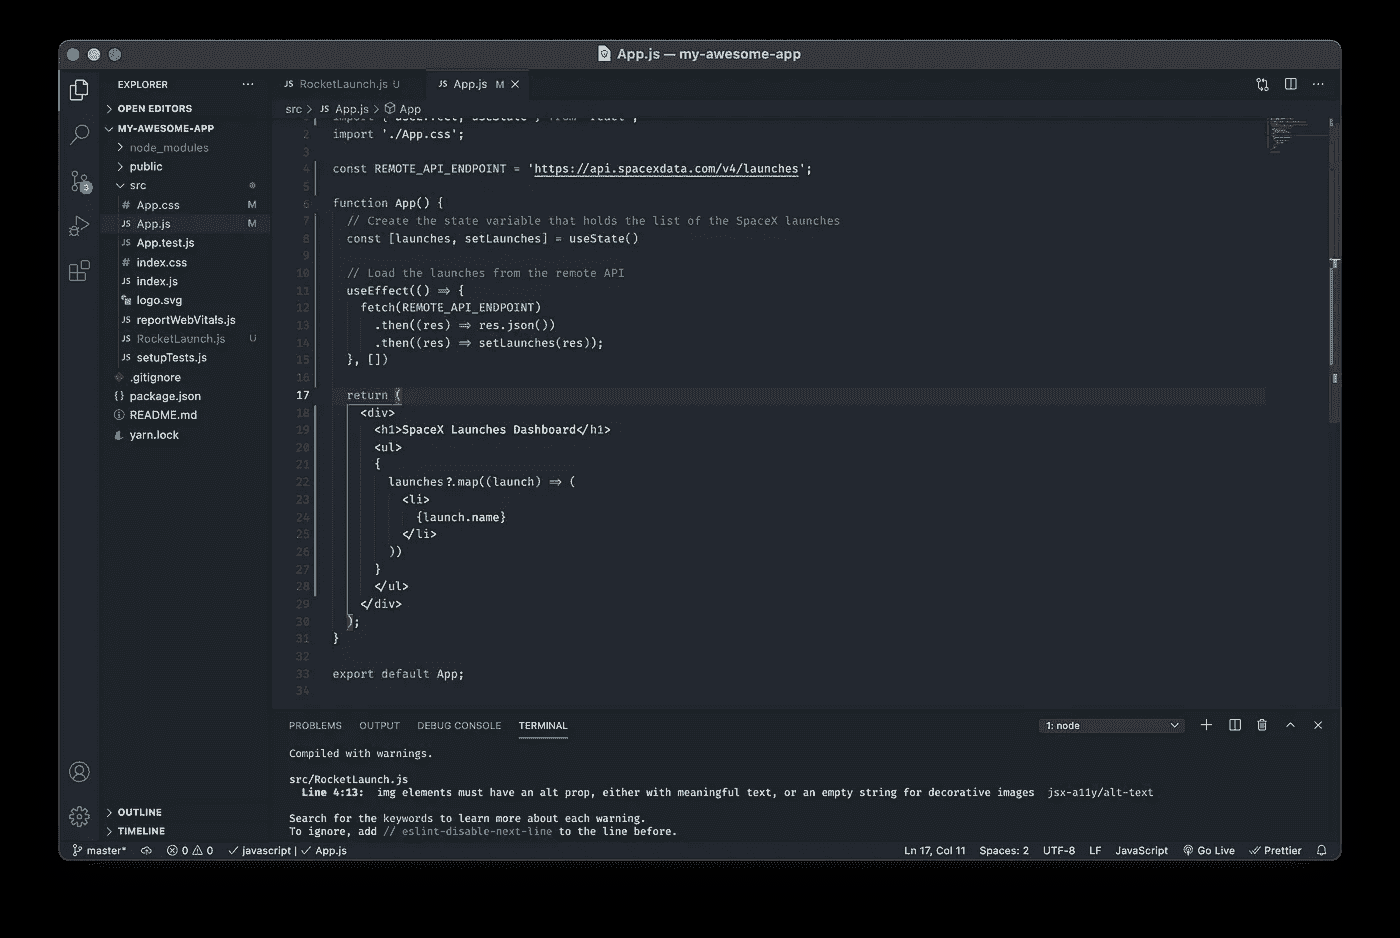 App.js — my-awesome-app
EXPLORER
OPEN EDITORS
MY-AWESOME-APP
node_modules
public
src
# App.css M
JS App.js M
JS App.test.js
# index.css
JS index.js
logo.svg
JS reportWebVitals.js
JS RocketLaunch.js U
JS setupTests.js
.gitignore
{} package.json
README.md
yarn.lock
OUTLINE
TIMELINE
3
JS RocketLaunch.js U
JS App.js M
src > JS App.js > App
import { useEffect, useState } from 'react';
2 import './App.css';
3
4 const REMOTE_API_ENDPOINT = 'https://api.spacexdata.com/v4/launches';
5
6 function App() {
7 // Create the state variable that holds the list of the SpaceX launches
8 const [launches, setLaunches] = useState()
9
10 // Load the launches from the remote API
11 useEffect(() => {
12 fetch(REMOTE_API_ENDPOINT)
13 .then((res) => res.json())
14 .then((res) => setLaunches(res));
15 }, [])
16
17 return (
18 <div>
19 <h1>SpaceX Launches Dashboard</h1>
20 <ul>
21 {
22 launches?.map((launch) => (
23 <li>
24 {launch.name}
25 </li>
26 ))
27 }
28 </ul>
29 </div>
30 );
31 }
32
33 export default App;
34
PROBLEMS OUTPUT DEBUG CONSOLE TERMINAL
1: node
Compiled with warnings.
src/RocketLaunch.js
Line 4:13: img elements must have an alt prop, either with meaningful text, or an empty string for decorative images jsx-a11y/alt-text
Search for the keywords to learn more about each warning.
To ignore, add // eslint-disable-next-line to the line before.
master* 0 0 javascript | App.js
Ln 17, Col 11 Spaces: 2 UTF-8 LF JavaScript Go Live Prettier